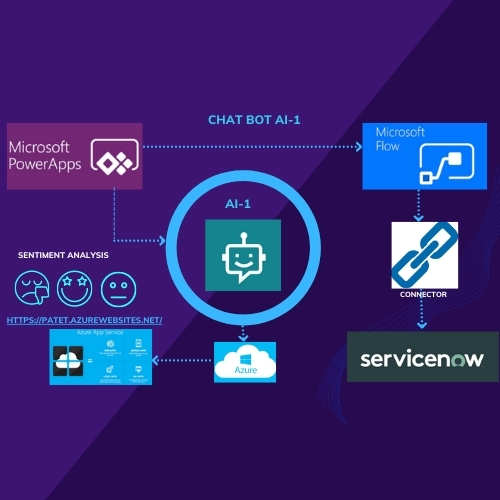 CHAT BOT AI-1
Microsoft
PowerApps
Microsoft
Flow
AI-1
SENTIMENT ANALYSIS
CONNECTOR
HTTPS://PATET.AZUREWEBSITES.NET/
Azure App Service
Azure
servicenow